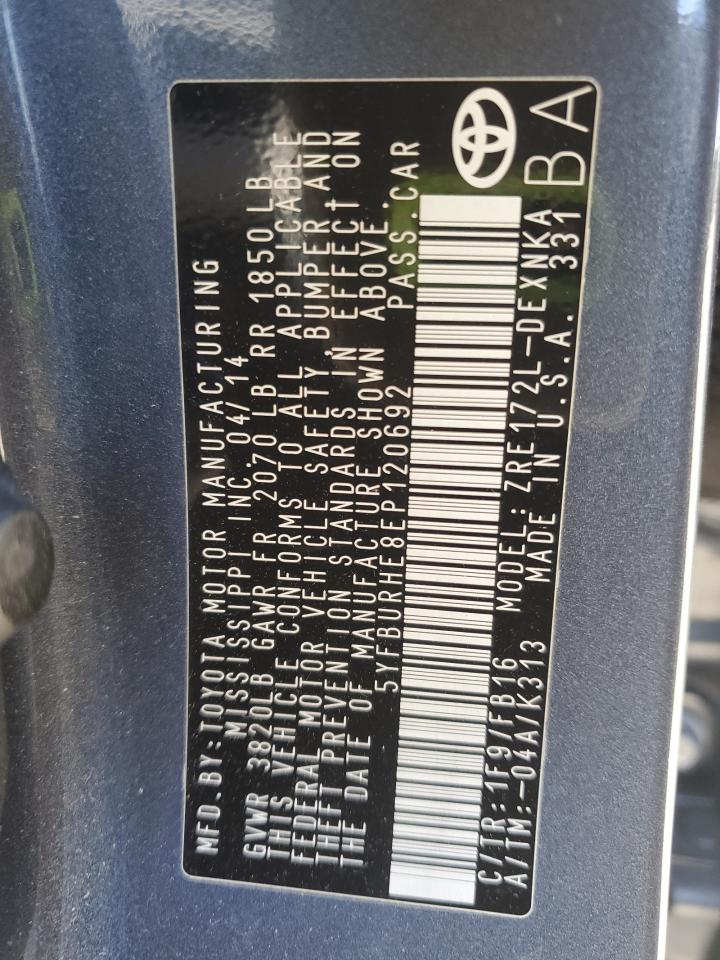 MFD.BY:TOYOTA MOTOR MANUFACTURING
MISSISSIPPI INC. 04/14
GVWR 3820LB GAWR FR 2070 LB RR 1850LB
THIS VEHICLE CONFORMS TO ALL APPLICABLE
FEDERAL MOTOR VEHICLE SAFETY,BUMPER AND
THEFT PREVENTION STANDARDS IN EFFECT ON
THE DATE OF MANUFACTURE SHOWN ABOVE.
5YFBURHE8EP120692 PASS.CAR
C/TR:1F9/FB16 MODEL:ZRE172L-DEXNKA
A/TM:-04A/K313 MADE IN U.S.A. 331
BA